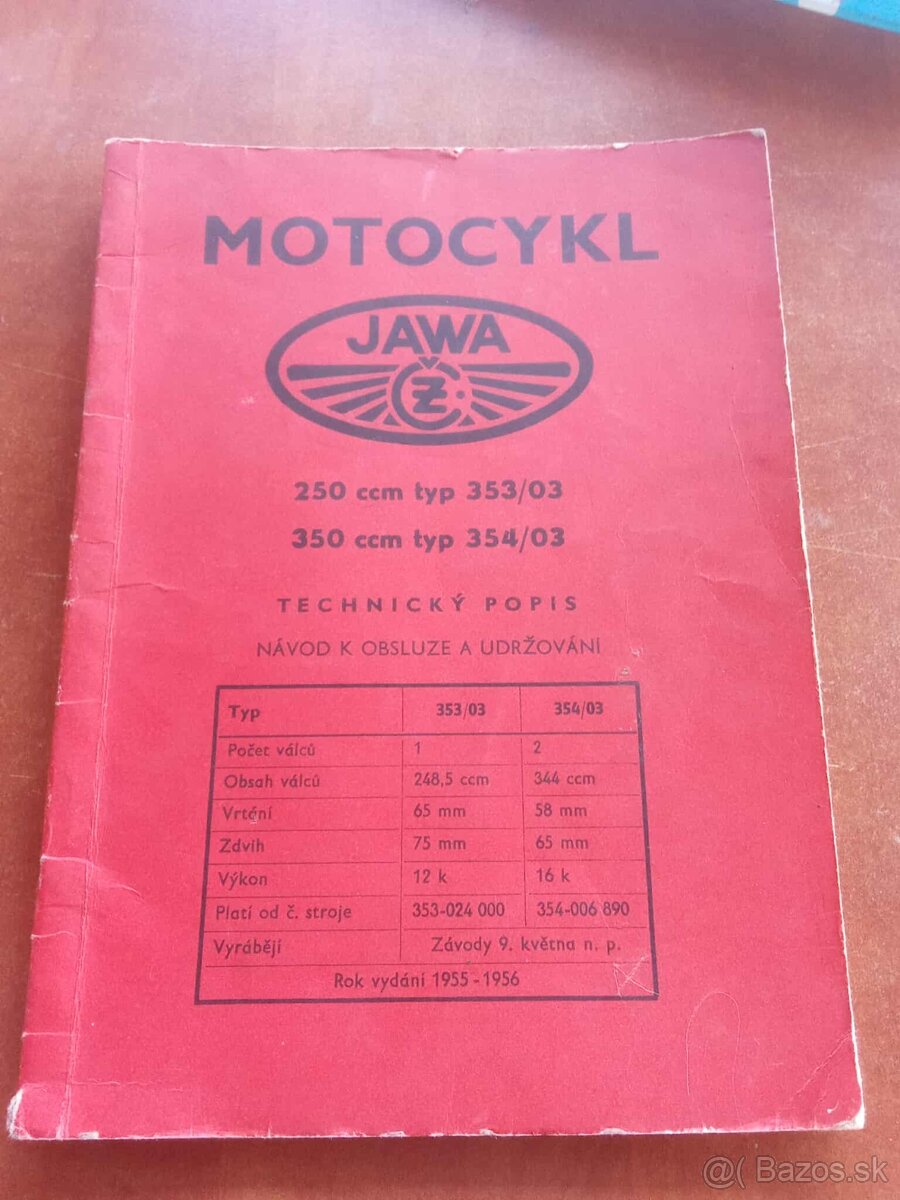 MOTOCYKL
JAWA
ČZ
250 ccm typ 353/03
350 ccm typ 354/03
TECHNICKÝ POPIS
NÁVOD K OBSLUZE A UDRŽOVÁNÍ
Typ 353/03 354/03
Počet válců 1 2
Obsah válců 248,5 ccm 344 ccm
Vrtání 65 mm 58 mm
Zdvih 75 mm 65 mm
Výkon 12 k 16 k
Platí od č. stroje 353-024 000 354-006 890
Vyrábějí Závody 9. května n. p.
Rok vydání 1955 - 1956
@( Bazos.sk